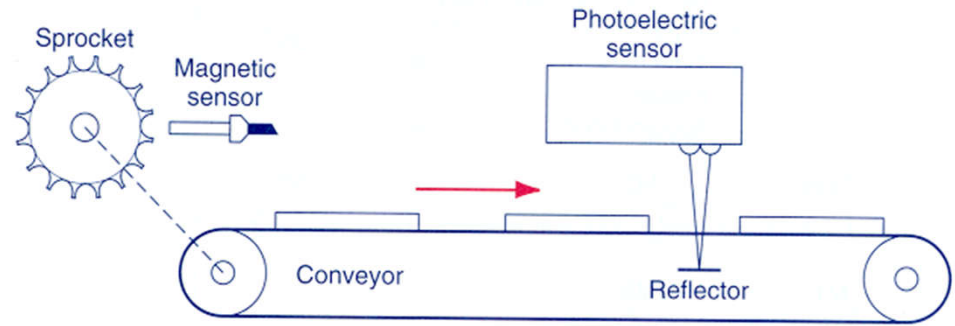 Photoelectric
sensor
Sprocket
Magnetic
sensor
Conveyor
Reflector